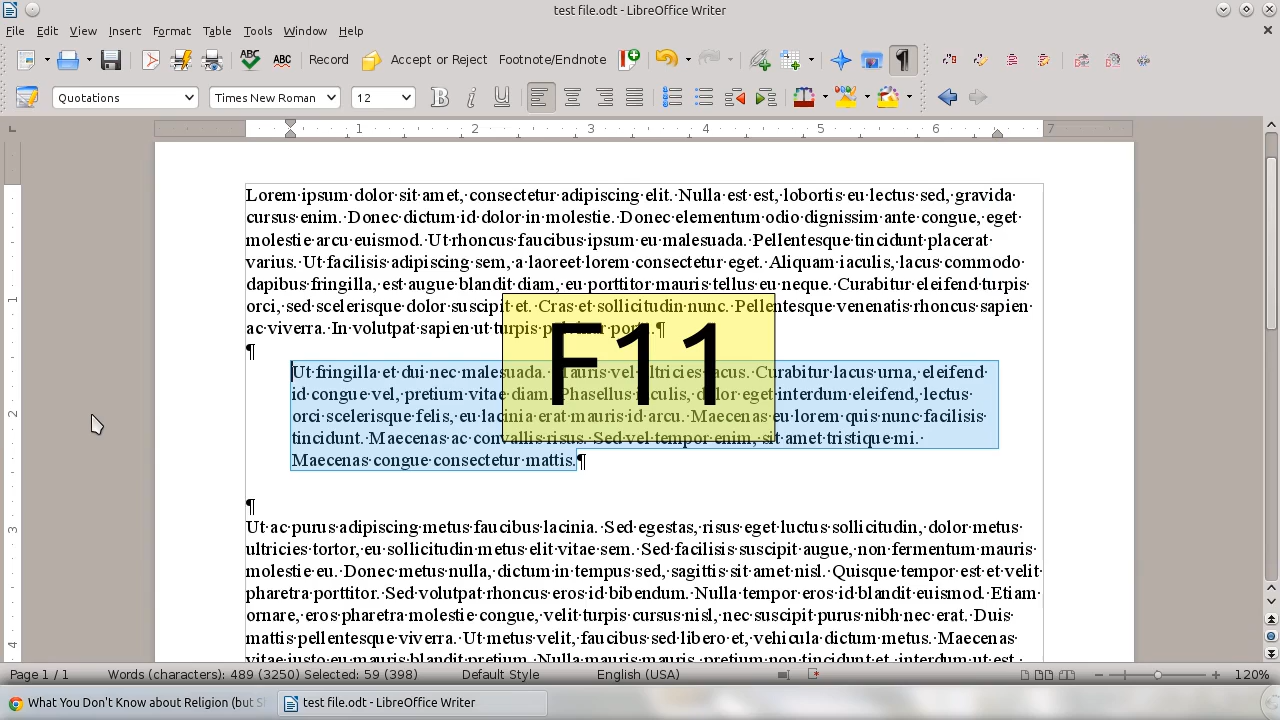 test file.odt - LibreOffice Writer
File Edit View Insert Format Table Tools Window Help
Record Accept or Reject Footnote/Endnote
Quotations Times New Roman 12
1 2 3 4 5 6 7
Lorem ipsum dolor sit amet, consectetur adipiscing elit. Nulla est est, lobortis eu lectus sed, gravida
cursus enim. Donec dictum id dolor in molestie. Donec elementum odio dignissim ante congue, eget
molestie arcu euismod. Ut rhoncus faucibus ipsum eu malesuada. Pellentesque tincidunt placerat
varius. Ut facilisis adipiscing sem, a laoreet lorem consectetur eget. Aliquam iaculis, lacus commodo
dapibus fringilla, est augue blandit diam, eu porttitor mauris tellus eu neque. Curabitur eleifend turpis
orci, sed scelerisque dolor suscipit et. Cras et sollicitudin nunc. Pellentesque venenatis rhoncus sapien
ac viverra. In volutpat sapien ut turpis pulvinar porta.¶
¶
Ut fringilla et dui nec malesuada. Mauris vel ultricies lacus. Curabitur lacus urna, eleifend
id congue vel, pretium vitae diam. Phasellus iaculis, dolor eget interdum eleifend, lectus
orci scelerisque felis, eu lacinia erat mauris id arcu. Maecenas eu lorem quis nunc facilisis
tincidunt. Maecenas ac convallis risus. Sed vel tempor enim, sit amet tristique mi.
Maecenas congue consectetur mattis.¶
F11
¶
Ut ac purus adipiscing metus faucibus lacinia. Sed egestas, risus eget luctus sollicitudin, dolor metus
ultricies tortor, eu sollicitudin metus elit vitae sem. Sed facilisis suscipit augue, non fermentum mauris
molestie eu. Donec metus nulla, dictum in tempus sed, sagittis sit amet nisl. Quisque tempor est et velit
pharetra porttitor. Sed volutpat rhoncus eros id bibendum. Nulla tempor eros id blandit euismod. Etiam
ornare, eros pharetra molestie congue, velit turpis cursus nisl, nec suscipit purus nibh nec erat. Duis
mattis pellentesque viverra. Ut metus velit, faucibus sed libero et, vehicula dictum metus. Maecenas
vitae justo eu mauris blandit pretium. Nulla mauris mauris, pretium non tincidunt et, interdum ut est.
1
2
3
4
Page 1 / 1 Words (characters): 489 (3250) Selected: 59 (398) Default Style English (USA) 120%
What You Don't Know about Religion (but S test file.odt - LibreOffice Writer